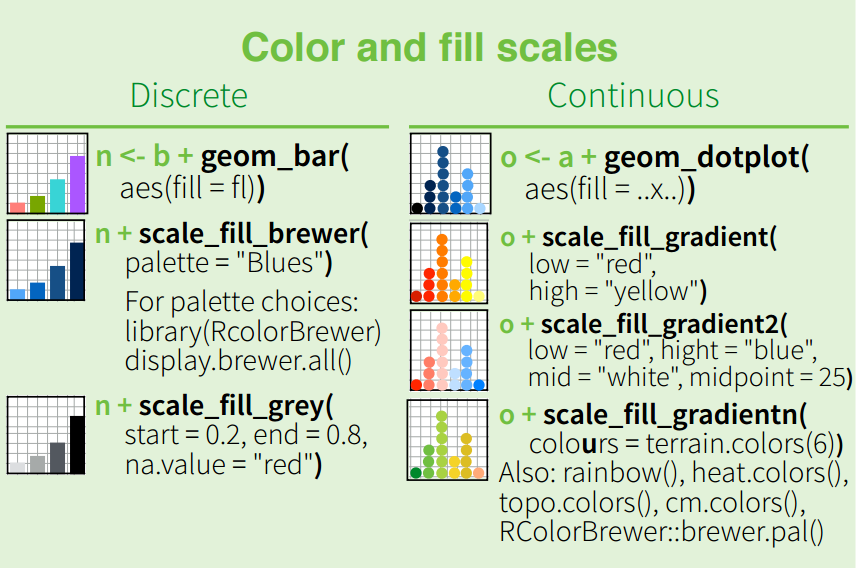 Color and fill scales
Discrete
n <- b + geom_bar(
aes(fill = fl))
n + scale_fill_brewer(
palette = "Blues")
For palette choices:
library(RcolorBrewer)
display.brewer.all()
n + scale_fill_grey(
start = 0.2, end = 0.8,
na.value = "red")
Continuous
o <- a + geom_dotplot(
aes(fill = ..x..))
o + scale_fill_gradient(
low = "red",
high = "yellow")
o + scale_fill_gradient2(
low = "red", hight = "blue",
mid = "white", midpoint = 25)
o + scale_fill_gradientn(
colours = terrain.colors(6))
Also: rainbow(), heat.colors(),
topo.colors(), cm.colors(),
RColorBrewer::brewer.pal()